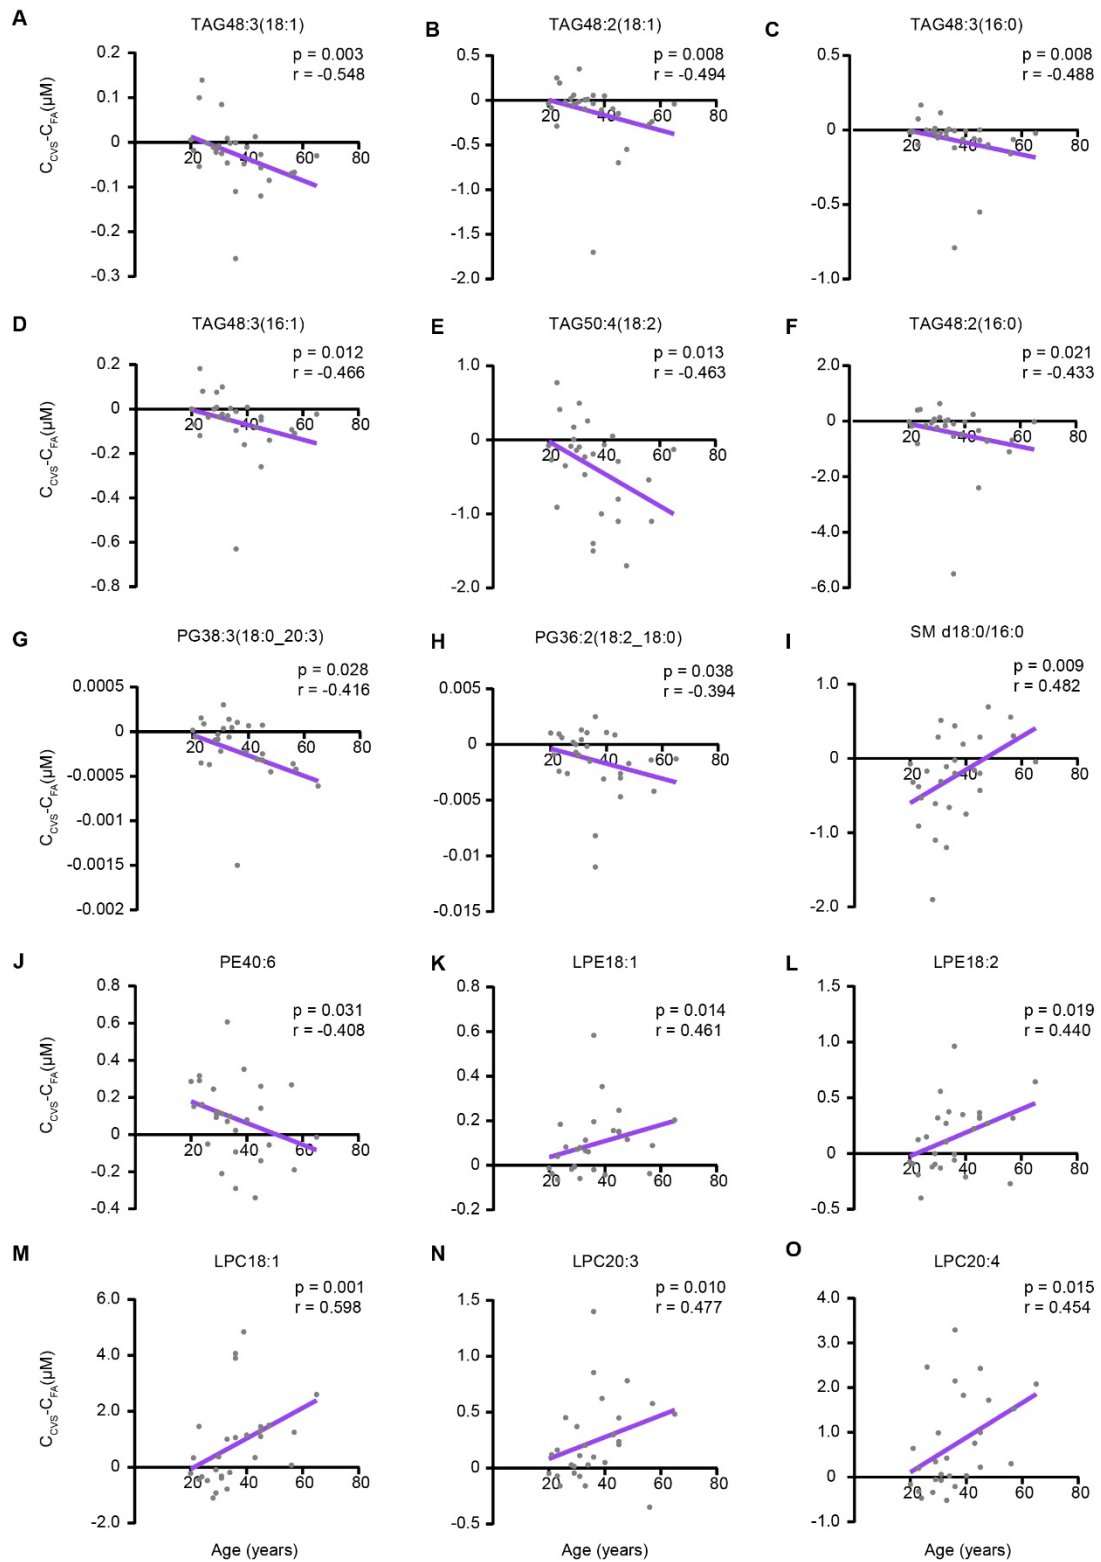 A
TAG48:3(18:1)
p = 0.003
r = -0.548
0.2
0.1
0
-0.1
-0.2
-0.3
20 40 60 80
C_CVS-C_FA(μM)
B
TAG48:2(18:1)
p = 0.008
r = -0.494
0.5
0
-0.5
-1.0
-1.5
-2.0
20 40 60 80
C
TAG48:3(16:0)
p = 0.008
r = -0.488
0.5
0
-0.5
-1.0
20 40 60 80
D
TAG48:3(16:1)
p = 0.012
r = -0.466
0.2
0
-0.2
-0.4
-0.6
-0.8
20 40 60 80
C_CVS-C_FA(μM)
E
TAG50:4(18:2)
p = 0.013
r = -0.463
1.0
0
-1.0
-2.0
20 40 60 80
F
TAG48:2(16:0)
p = 0.021
r = -0.433
2.0
0
-2.0
-4.0
-6.0
20 40 60 80
G
PG38:3(18:0_20:3)
p = 0.028
r = -0.416
0.0005
0
-0.0005
-0.001
-0.0015
-0.002
20 40 60 80
C_CVS-C_FA(μM)
H
PG36:2(18:2_18:0)
p = 0.038
r = -0.394
0.005
0
-0.005
-0.01
-0.015
20 40 60 80
I
SM d18:0/16:0
p = 0.009
r = 0.482
1.0
0
-1.0
-2.0
20 40 60 80
J
PE40:6
p = 0.031
r = -0.408
0.8
0.6
0.4
0.2
0
-0.2
-0.4
20 40 60 80
C_CVS-C_FA(μM)
K
LPE18:1
p = 0.014
r = 0.461
0.8
0.6
0.4
0.2
0
-0.2
20 40 60 80
L
LPE18:2
p = 0.019
r = 0.440
1.5
1.0
0.5
0
-0.5
20 40 60 80
M
LPC18:1
p = 0.001
r = 0.598
6.0
4.0
2.0
0
-2.0
20 40 60 80
C_CVS-C_FA(μM)
Age (years)
N
LPC20:3
p = 0.010
r = 0.477
1.5
1.0
0.5
0
-0.5
20 40 60 80
Age (years)
O
LPC20:4
p = 0.015
r = 0.454
4.0
3.0
2.0
1.0
0
-1.0
20 40 60 80
Age (years)